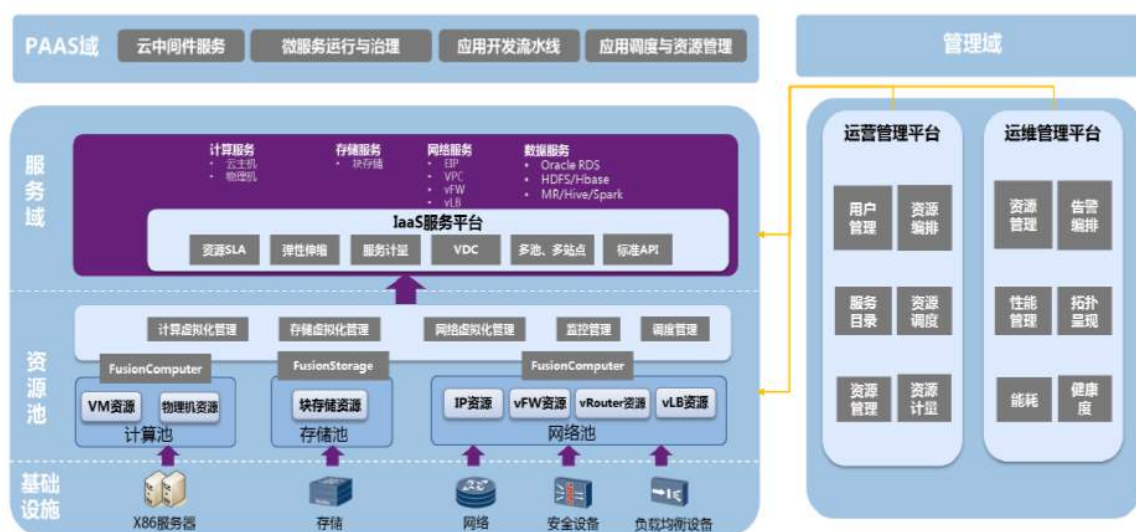 PAAS域
云中间件服务
微服务运行与治理
应用开发流水线
应用调度与资源管理
管理域
服务域
计算服务
• 云主机
• 物理机
存储服务
• 块存储
网络服务
• EIP
• VPC
• vFW
• vLB
数据服务
• Oracle RDS
• HDFS/Hbase
• MR/Hive/Spark
IaaS服务平台
资源SLA
弹性伸缩
服务计量
VDC
多池、多站点
标准API
资源池
计算虚拟化管理
存储虚拟化管理
网络虚拟化管理
监控管理
调度管理
FusionComputer
FusionStorage
FusionComputer
VM资源
物理机资源
计算池
块存储资源
存储池
IP资源
vFW资源
vRouter资源
vLB资源
网络池
基础
设施
X86服务器
存储
网络
安全设备
负载均衡设备
运营管理平台
用户
管理
资源
编排
服务
目录
资源
调度
资源
管理
资源
计量
运维管理平台
资源
管理
告警
编排
性能
管理
拓扑
呈现
能耗
健康
度